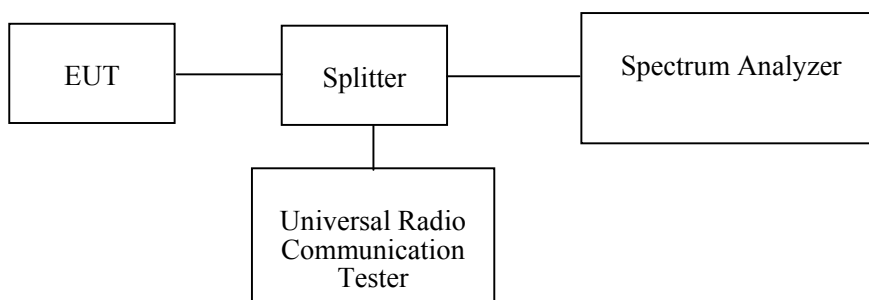 EUT
Splitter
Spectrum Analyzer
Universal Radio
Communication
Tester